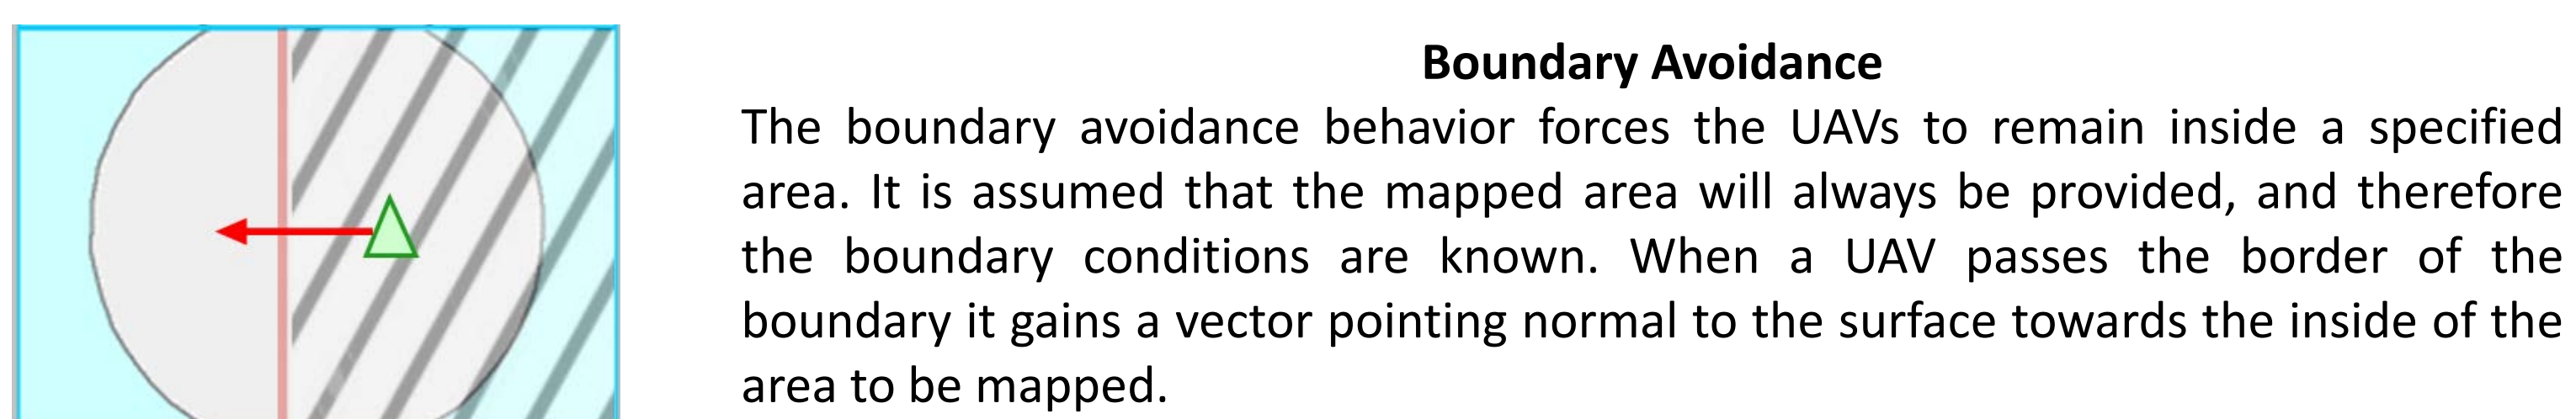 Boundary Avoidance
The boundary avoidance behavior forces the UAVs to remain inside a specified
area. It is assumed that the mapped area will always be provided, and therefore
the boundary conditions are known. When a UAV passes the border of the
boundary it gains a vector pointing normal to the surface towards the inside of the
area to be mapped.